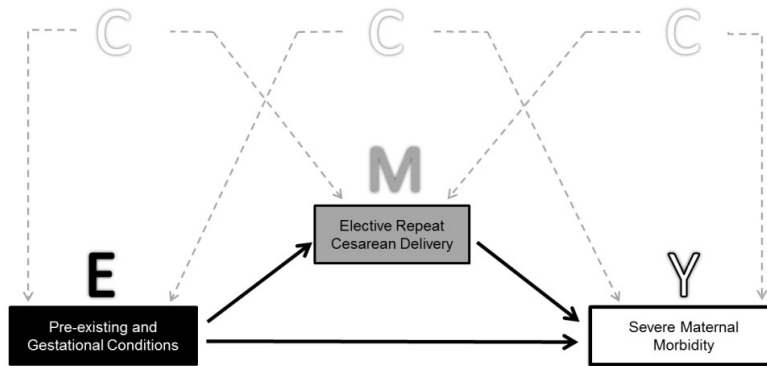 C C C
M
Elective Repeat
Cesarean Delivery
E
Y
Pre-existing and
Gestational Conditions
Severe Maternal
Morbidity